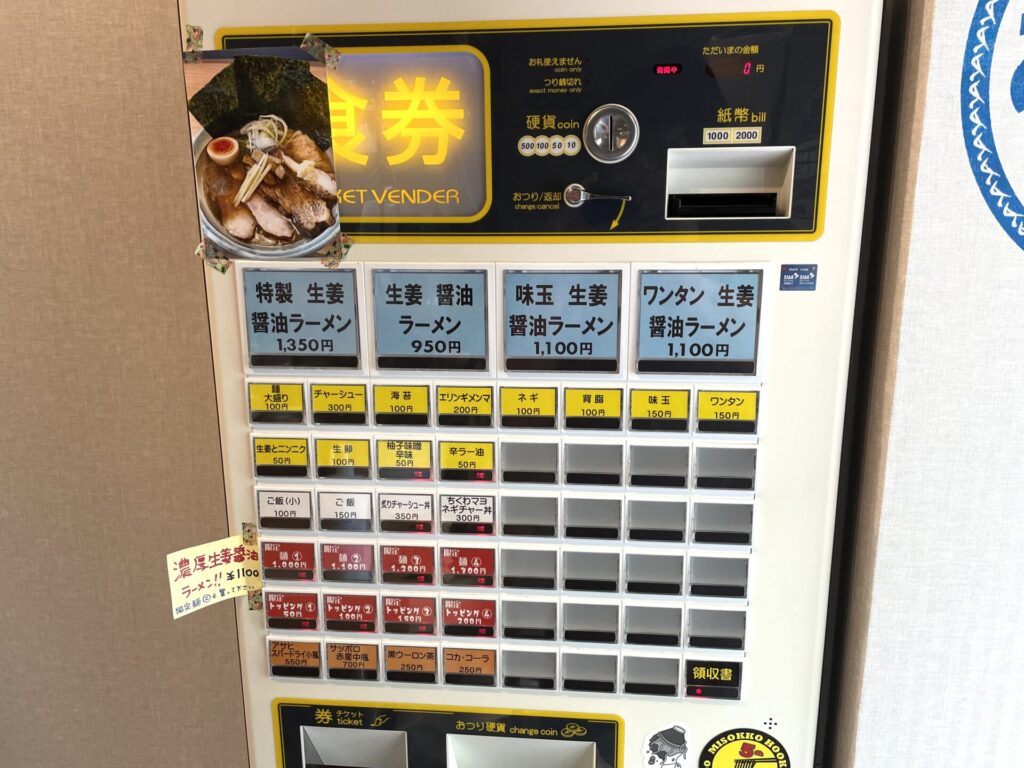 食券
KET VENDER
お札使えません
coin only
つり銭切れ
exact money only
ただいまの金額
0円
硬貨coin
500 100 50 10
紙幣bill
1000 2000
おつり/返却
change/cancel
特製 生姜
醤油ラーメン
1,350円
生姜 醤油
ラーメン
950円
味玉 生姜
醤油ラーメン
1,100円
ワンタン 生姜
醤油ラーメン
1,100円
麺
大盛り
100円
チャーシュー
300円
海苔
100円
エリンギメンマ
200円
ネギ
100円
背脂
100円
味玉
150円
ワンタン
150円
生姜とニンニク
50円
生卵
100円
柚子味噌
辛味
50円
辛ラー油
50円
ご飯(小)
100円
ご飯
150円
炙りチャーシュー丼
350円
ちくわマヨ
ネギチャー丼
300円
限定
麺①
1,000円
限定
麺②
1,100円
限定
麺③
1,200円
限定
麺④
1,300円
濃厚生姜醤油
ラーメン!! ¥1100
限定
トッピング①
50円
限定
トッピング②
100円
限定
トッピング③
150円
限定
トッピング④
200円
アサヒ
スーパードライ小瓶
550円
サッポロ
赤星中瓶
700円
黒ウーロン茶
250円
コカ・コーラ
250円
領収書
券 チケット
ticket
おつり硬貨 change coin
MISOKKO HOOK